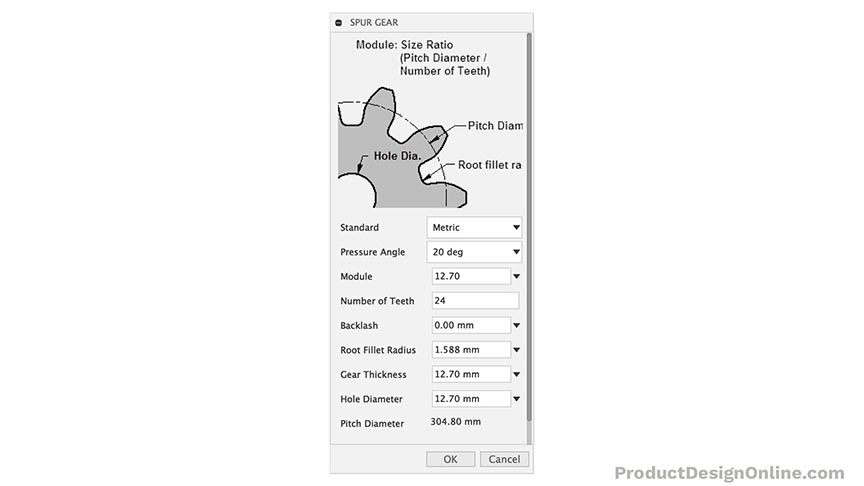 SPUR GEAR
Module: Size Ratio
(Pitch Diameter /
Number of Teeth)
Pitch Diam
Hole Dia.
Root fillet ra
Standard Metric
Pressure Angle 20 deg
Module 12.70
Number of Teeth 24
Backlash 0.00 mm
Root Fillet Radius 1.588 mm
Gear Thickness 12.70 mm
Hole Diameter 12.70 mm
Pitch Diameter 304.80 mm
OK Cancel
ProductDesignOnline.com